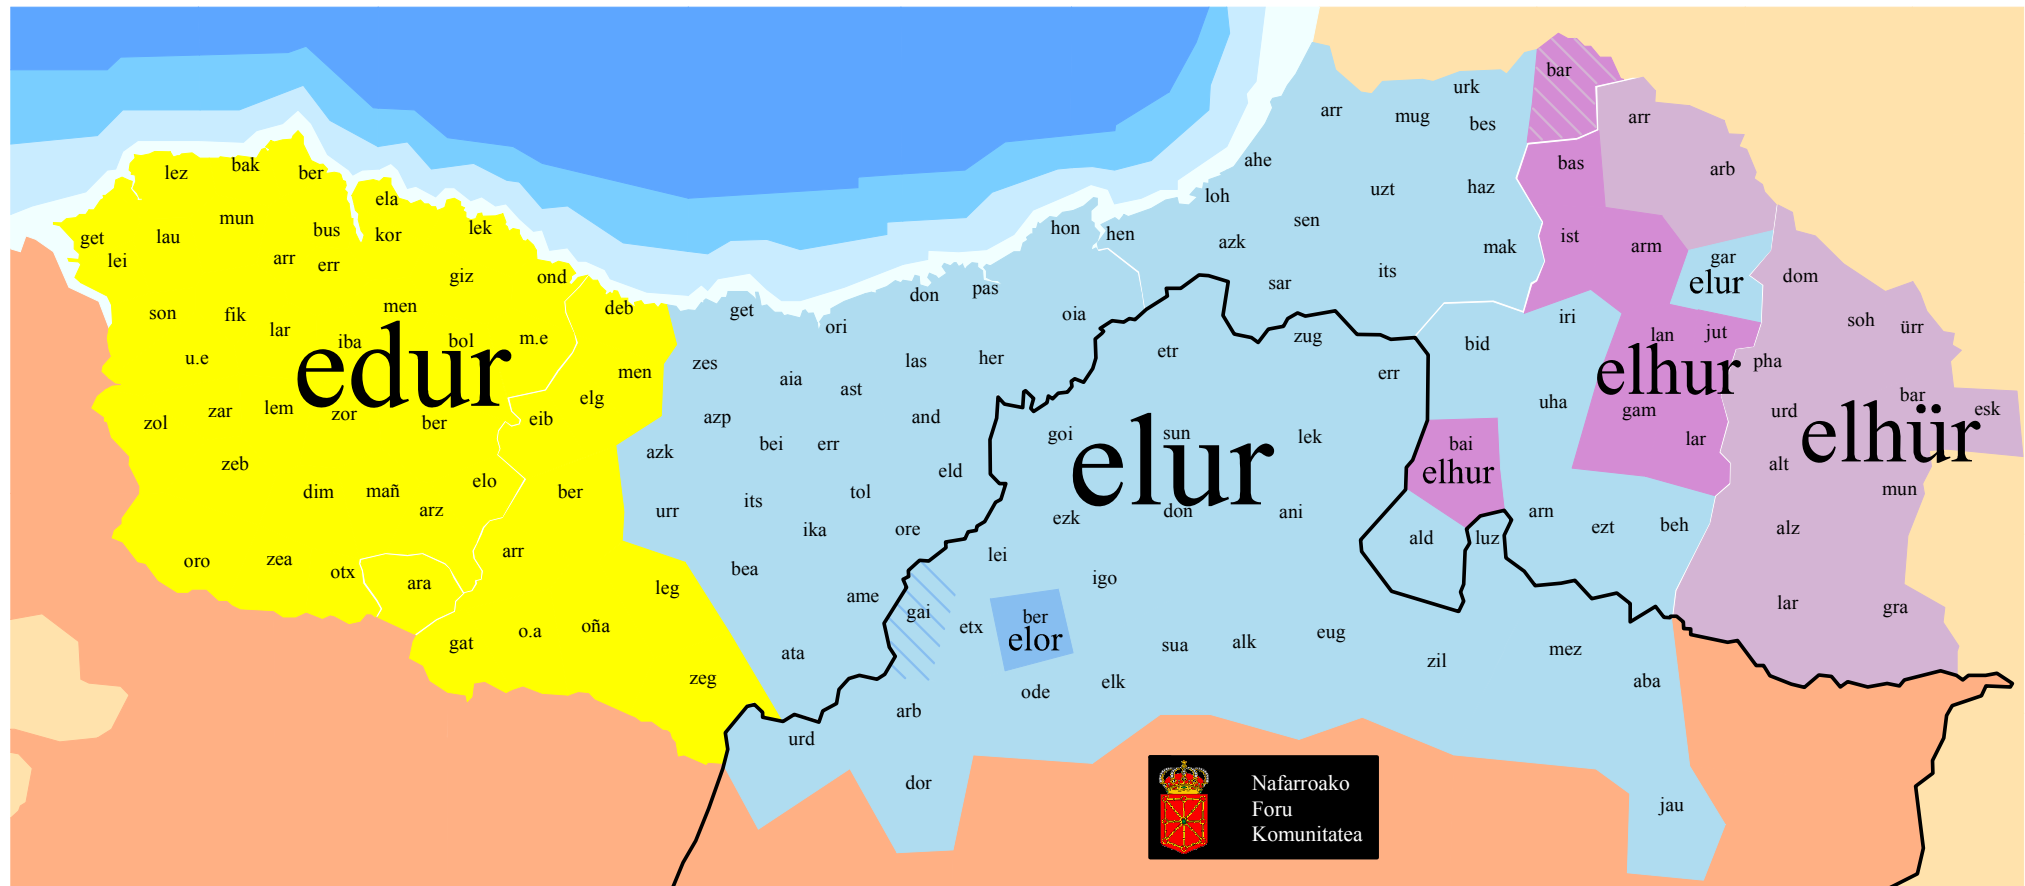 bar
urk
arr
mug
bes
arr
lez
bak
ber
ahe
bas
arb
ela
loh
uzt
haz
get
lau
mun
bus
kor
lek
hon
hen
azk
sen
mak
ist
arm
lei
arr
err
giz
ond
sar
its
gar
elur
dom
son
fik
lar
men
deb
get
ori
don
pas
oia
iri
soh
ürr
u.e
iba
bol
m.e
edur
zes
aia
ast
las
her
etr
zug
err
bid
lan
jut
elhur
pha
men
elg
zol
zar
lem
zor
ber
eib
azp
and
uha
gam
urd
bar
esk
elhür
azk
bei
err
goi
sun
elur
lek
bai
elhur
lar
alt
mun
zeb
dim
mañ
arz
elo
ber
urr
its
tol
eld
ika
ore
ezk
don
ani
ald
luz
arn
ezt
beh
alz
oro
zea
otx
ara
arr
leg
bea
ame
lei
igo
gai
etx
ber
elor
lar
gra
gat
o.a
oña
zeg
ata
ode
elk
sua
alk
eug
zil
mez
aba
urd
arb
dor
jau
Nafarroako
Foru
Komunitatea